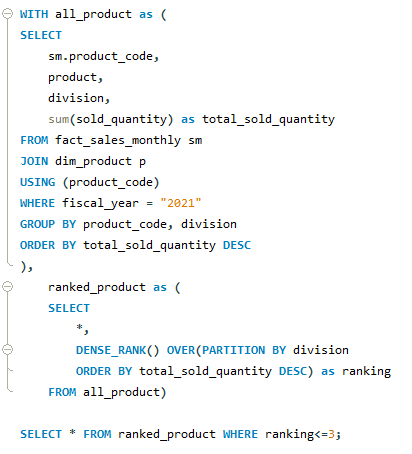 WITH all_product as (
SELECT
    sm.product_code,
    product,
    division,
    sum(sold_quantity) as total_sold_quantity
FROM fact_sales_monthly sm
JOIN dim_product p
USING (product_code)
WHERE fiscal_year = "2021"
GROUP BY product_code, division
ORDER BY total_sold_quantity DESC
),
    ranked_product as (
    SELECT
        *,
        DENSE_RANK() OVER(PARTITION BY division
        ORDER BY total_sold_quantity DESC) as ranking
    FROM all_product)

SELECT * FROM ranked_product WHERE ranking<=3;